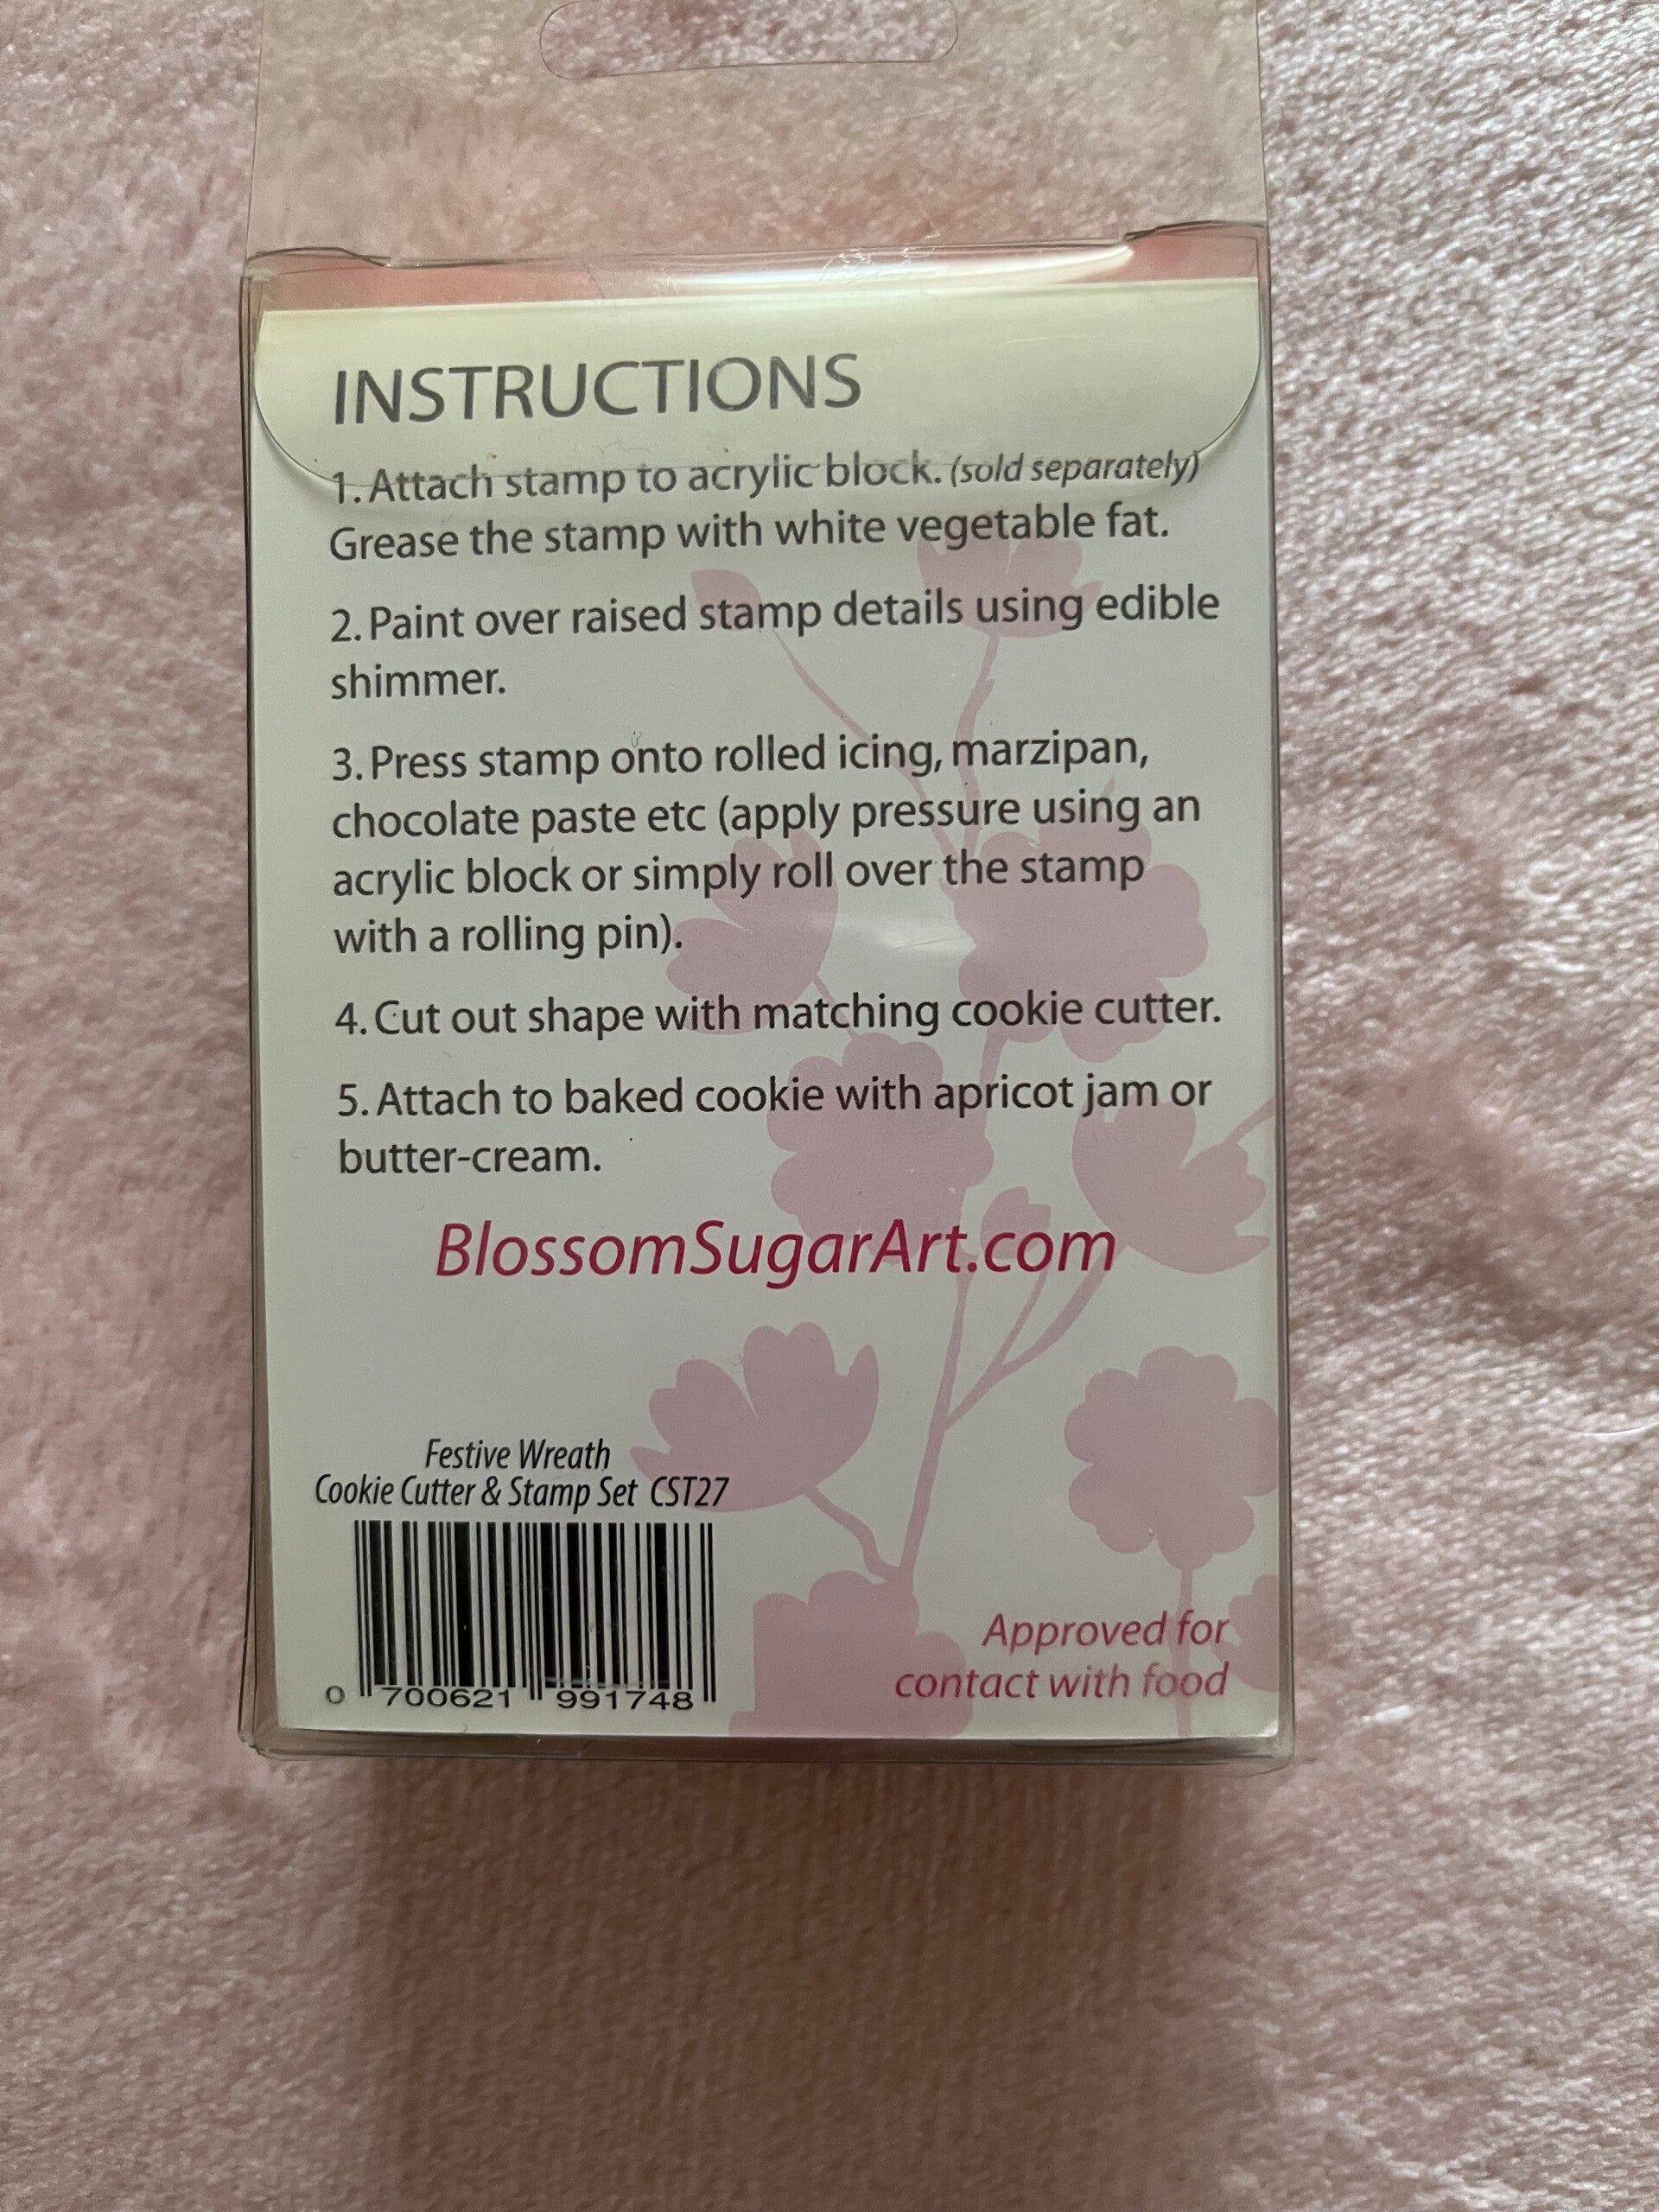 INSTRUCTIONS
1. Attach stamp to acrylic block. (sold separately)
Grease the stamp with white vegetable fat.
2. Paint over raised stamp details using edible
shimmer.
3. Press stamp onto rolled icing, marzipan,
chocolate paste etc (apply pressure using an
acrylic block or simply roll over the stamp
with a rolling pin).
4. Cut out shape with matching cookie cutter.
5. Attach to baked cookie with apricot jam or
butter-cream.
BlossomSugarArt.com
Festive Wreath
Cookie Cutter & Stamp Set CST27
0 700621 991748
Approved for
contact with food